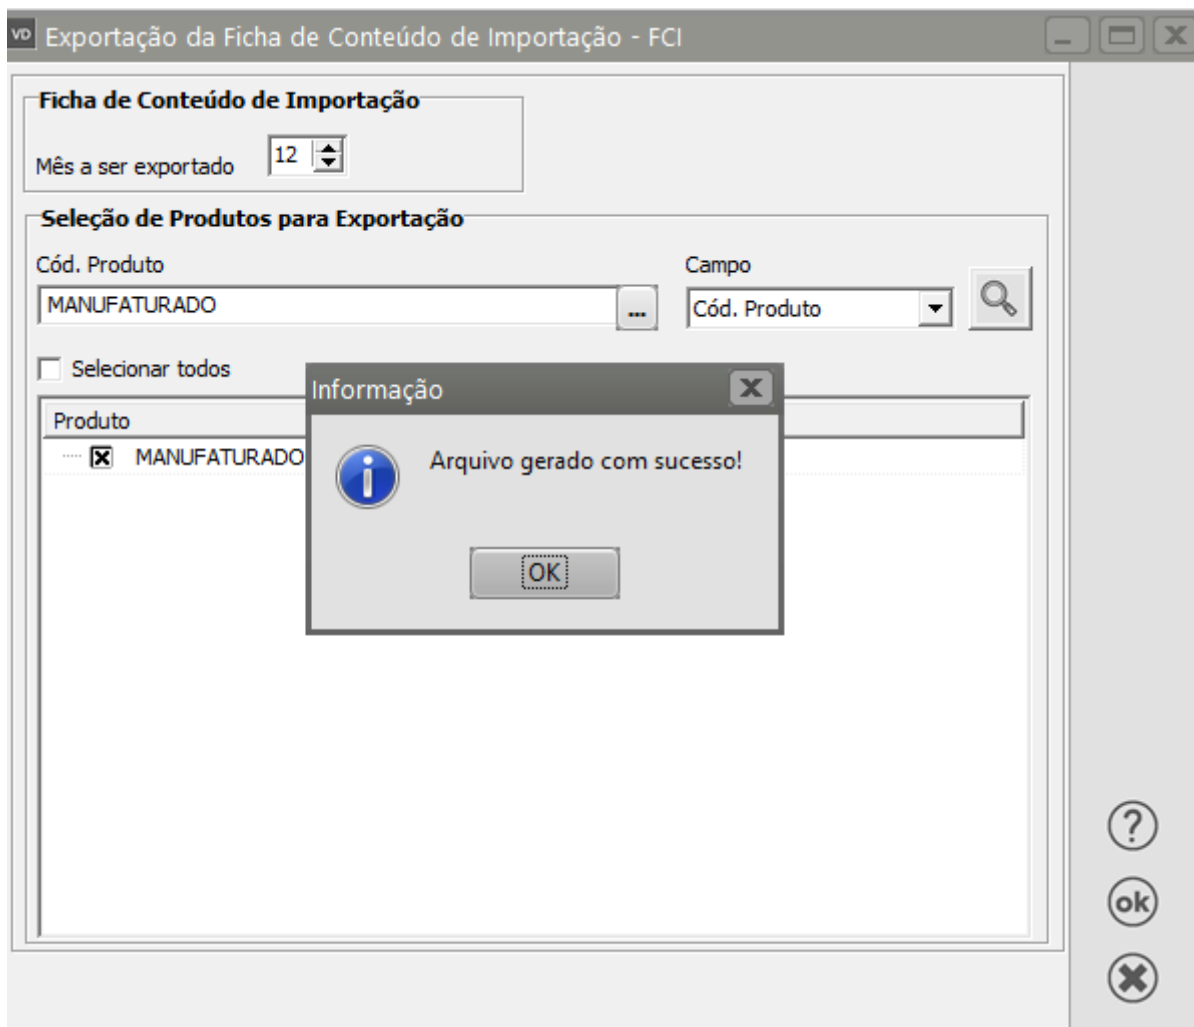 VD Exportação da Ficha de Conteúdo de Importação - FCI
Ficha de Conteúdo de Importação
Mês a ser exportado 12
Seleção de Produtos para Exportação
Cód. Produto Campo
MANUFATURADO ... Cód. Produto
Selecionar todos
Informação
Produto
MANUFATURADO
Arquivo gerado com sucesso!
OK
?
ok